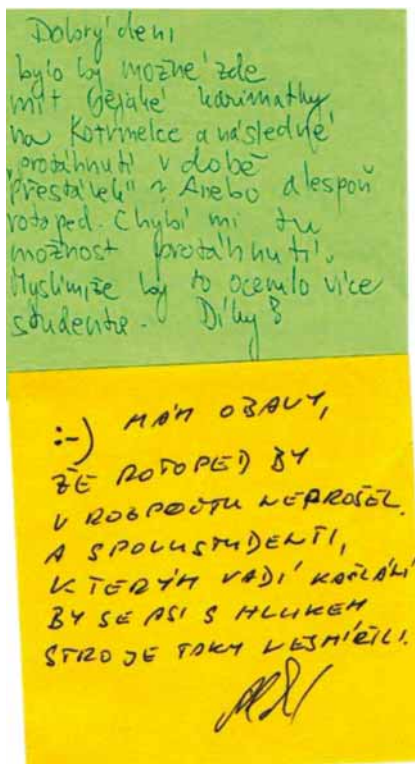 Dobrý den!
bylo by možné zde
mít nějaké karimatky
na kotrmelce a následné
protáhnutí v době
"přestávek"? Anebo alespoň
rotoped. Chybí mi tu
možnost protáhnutí.
Myslím, že by to ocenilo více
studentů. Díky!
:-) MÁM OBAVY,
ŽE ROTOPED BY
V ROZPOČTU NEPROŠEL.
A SPOLUSTUDENTI,
KTERÝM VADÍ KAŠLÁNÍ
BY SE ASI S HLUKEM
STROJE TAKY NESMÍŘILI.